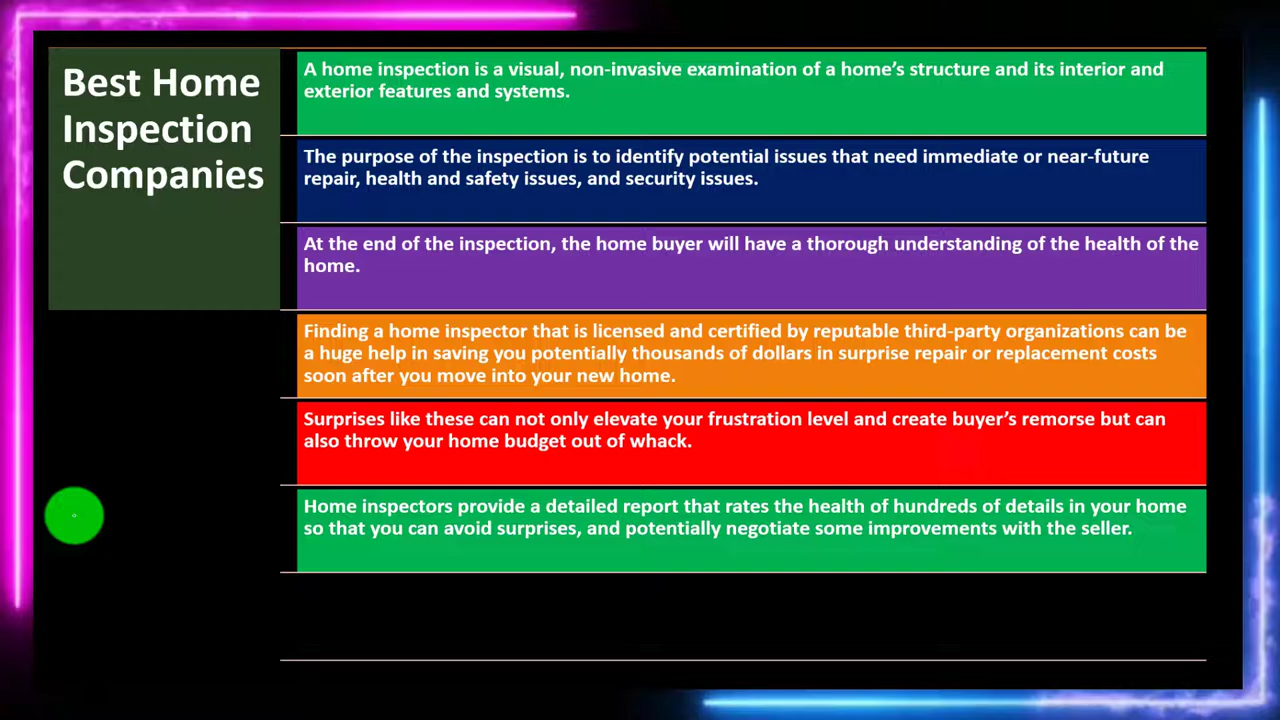 Best Home
Inspection
Companies
A home inspection is a visual, non-invasive examination of a home’s structure and its interior and
exterior features and systems.
The purpose of the inspection is to identify potential issues that need immediate or near-future
repair, health and safety issues, and security issues.
At the end of the inspection, the home buyer will have a thorough understanding of the health of the
home.
Finding a home inspector that is licensed and certified by reputable third-party organizations can be
a huge help in saving you potentially thousands of dollars in surprise repair or replacement costs
soon after you move into your new home.
Surprises like these can not only elevate your frustration level and create buyer’s remorse but can
also throw your home budget out of whack.
Home inspectors provide a detailed report that rates the health of hundreds of details in your home
so that you can avoid surprises, and potentially negotiate some improvements with the seller.